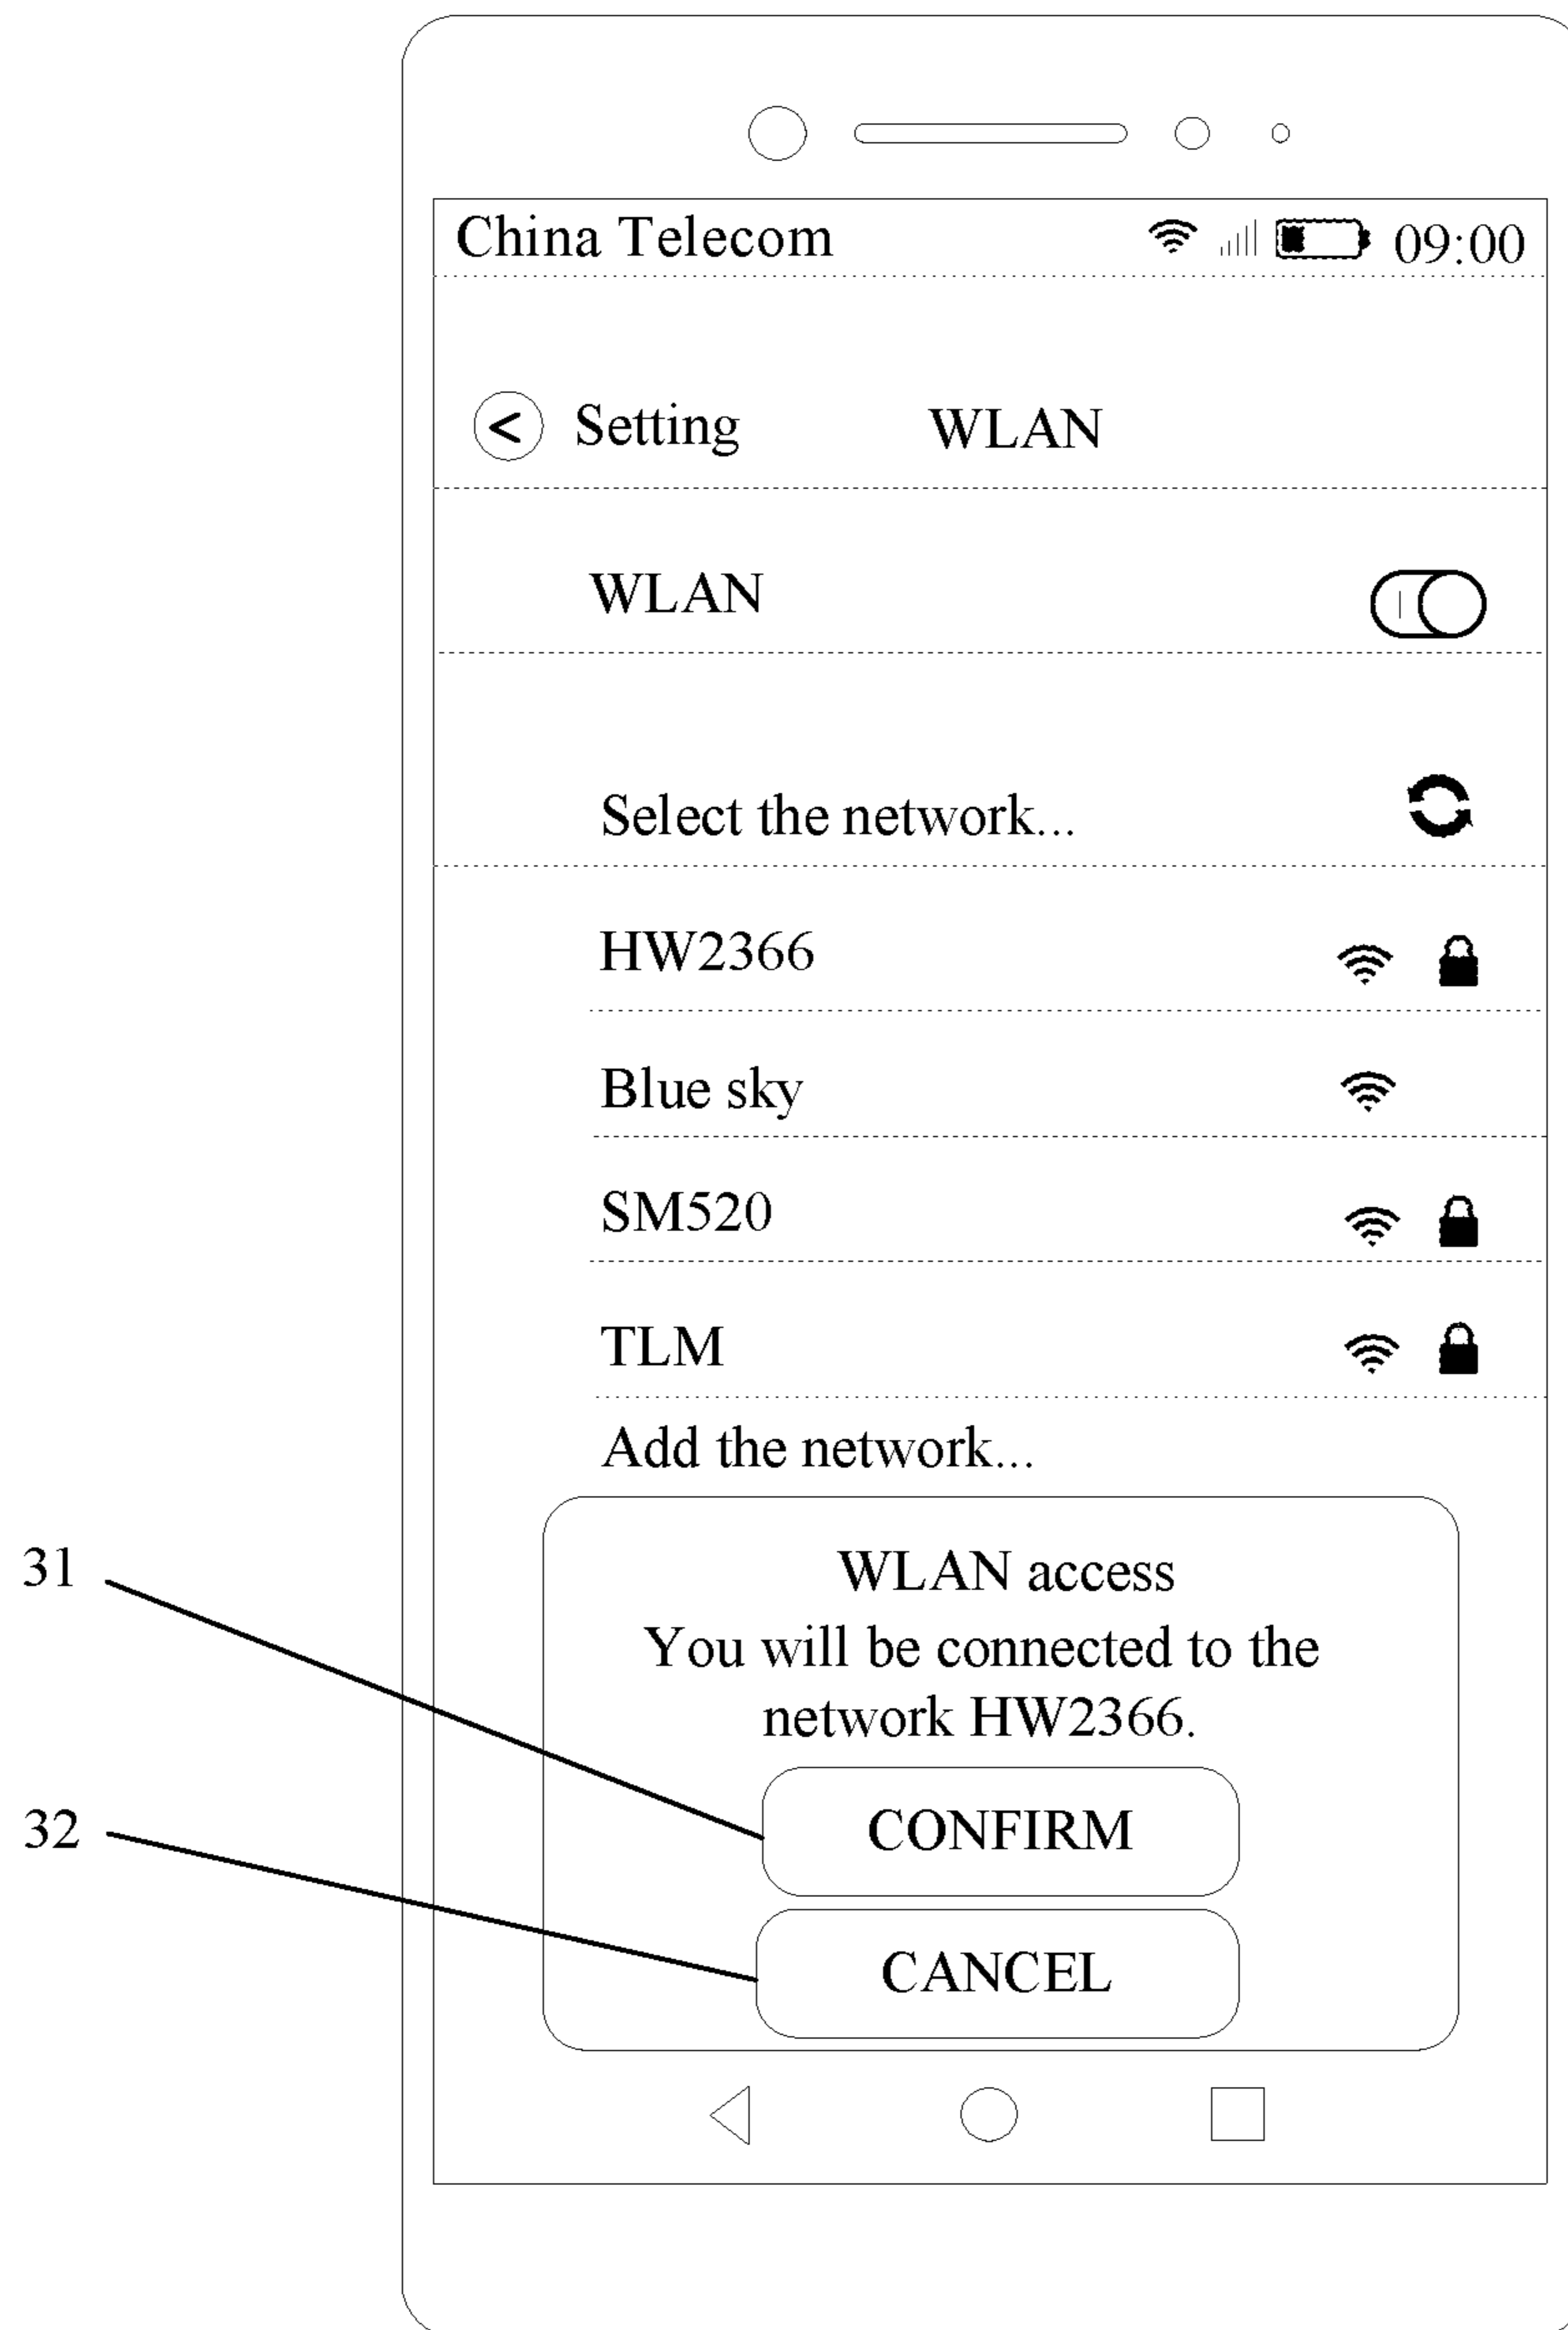 China Telecom 09:00
< Setting WLAN
WLAN
Select the network...
HW2366
Blue sky
SM520
TLM
Add the network...
WLAN access
You will be connected to the
network HW2366.
31
CONFIRM
32
CANCEL